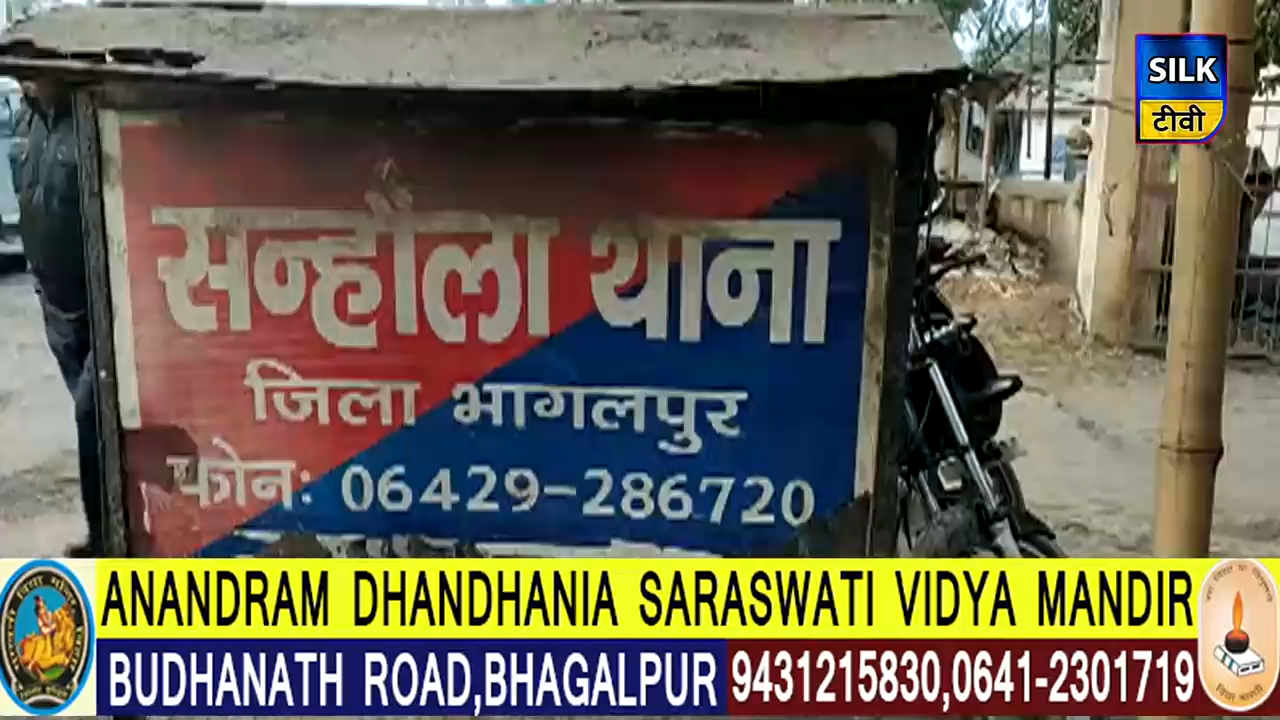 SILK
टीवी
सन्हौला थाना
जिला भागलपुर
फोन: 06429-286720
ANANDRAM DHANDHANIA SARASWATI VIDYA MANDIR
BUDHANATH ROAD,BHAGALPUR 9431215830,0641-2301719